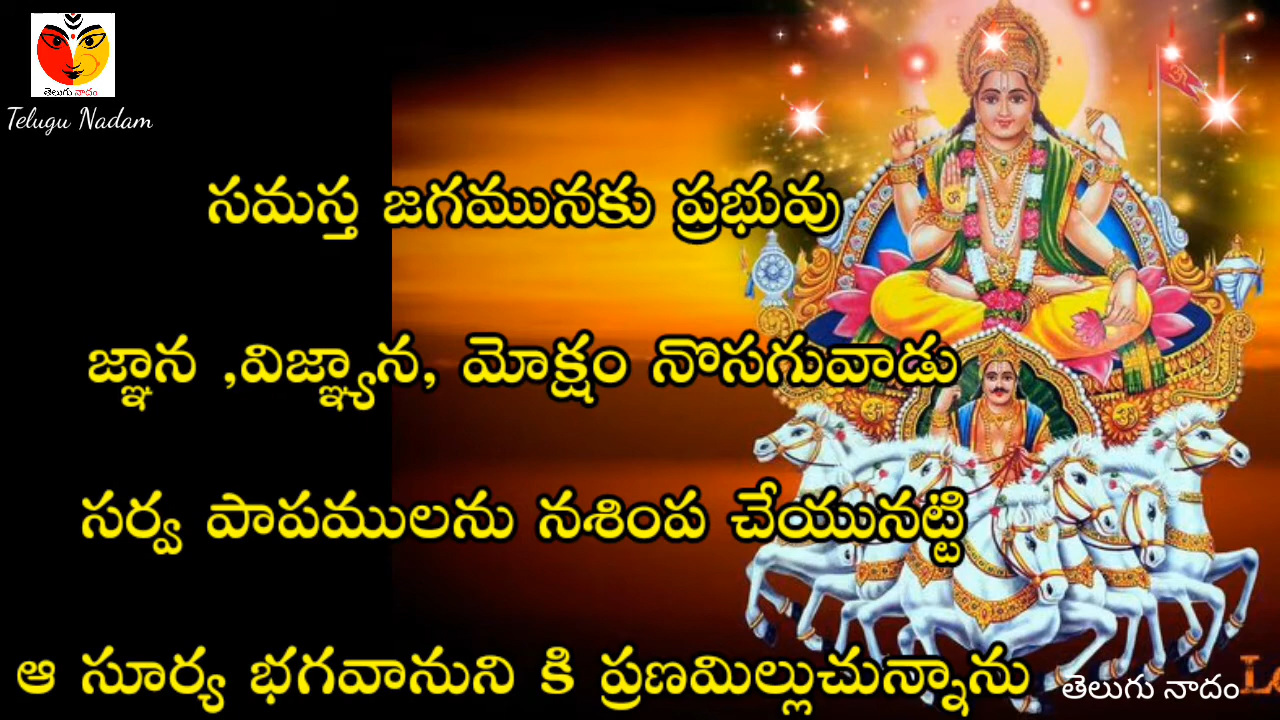 తెలుగు నాదం
Telugu Nadam
సమస్త జగమునకు ప్రభువు
జ్ఞాన ,విజ్ఞ్యాన, మోక్షం నొసగువాడు
సర్వ పాపములను నశింప చేయునట్టి
ఆ సూర్య భగవానుని కి ప్రణమిల్లుచున్నాను
తెలుగు నాదం